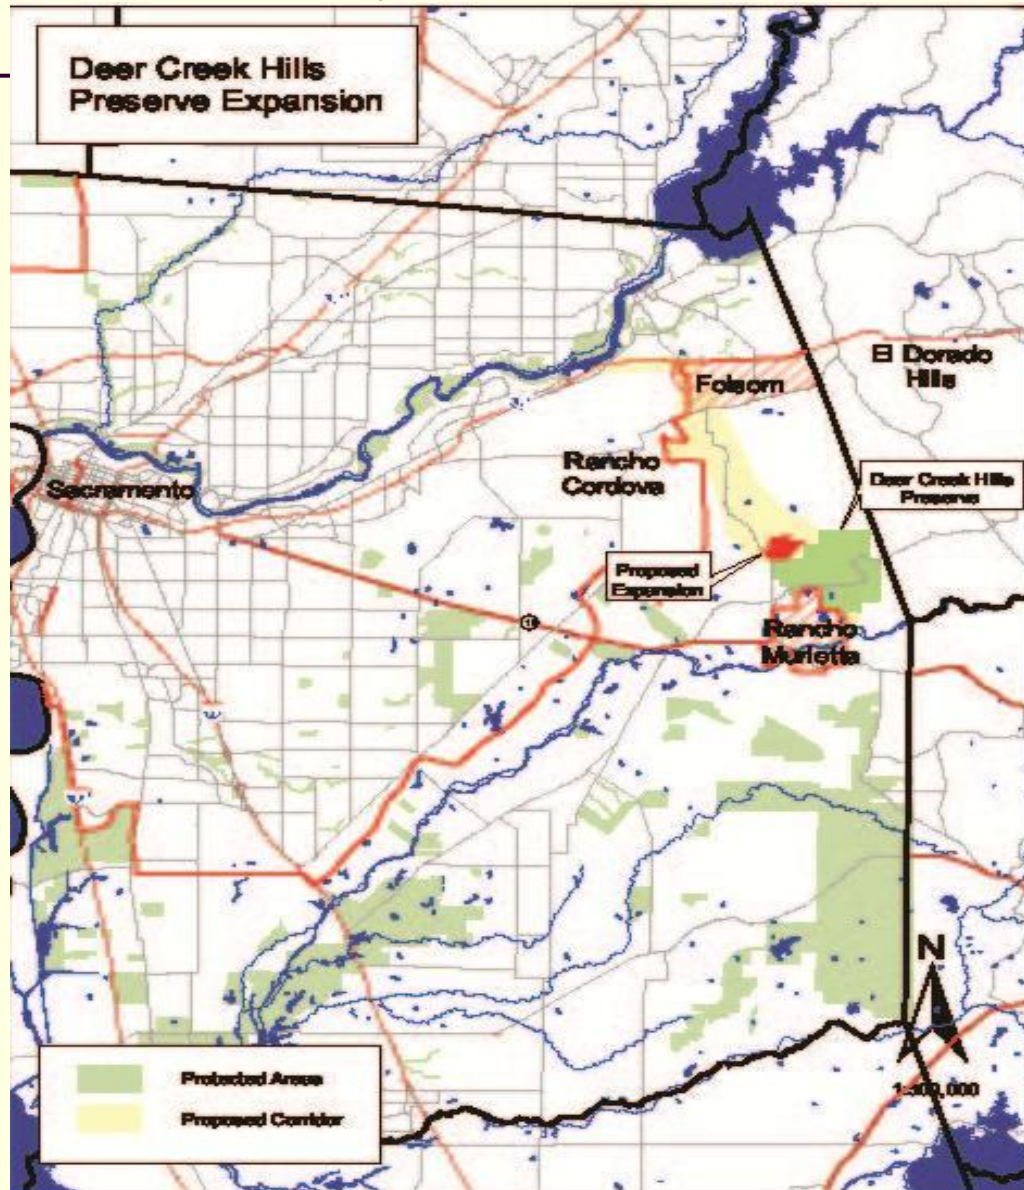 Deer Creek Hills
Preserve Expansion
El Dorado
Hills
Folsom
Rancho
Cordova
Sacramento
Deer Creek Hills
Preserve
Proposed
Expansion
Rancho
Murietta
N
Protected Areas
Proposed Corridor